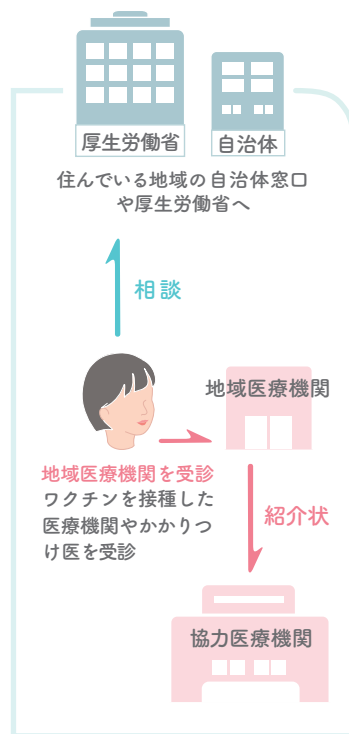 厚生労働省
自治体
住んでいる地域の自治体窓口
や厚生労働省へ
相談
地域医療機関
地域医療機関を受診
ワクチンを接種した
医療機関やかかりつ
け医を受診
紹介状
協力医療機関